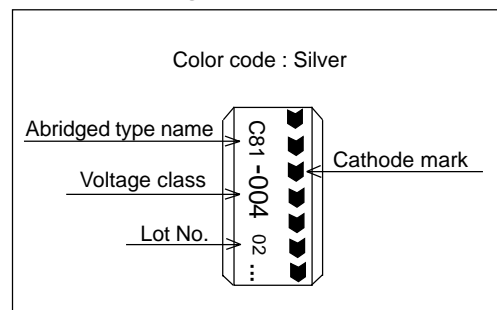 Color code : Silver
Abridged type name
Voltage class
Lot No.
C81 -004 02 ...
Cathode mark